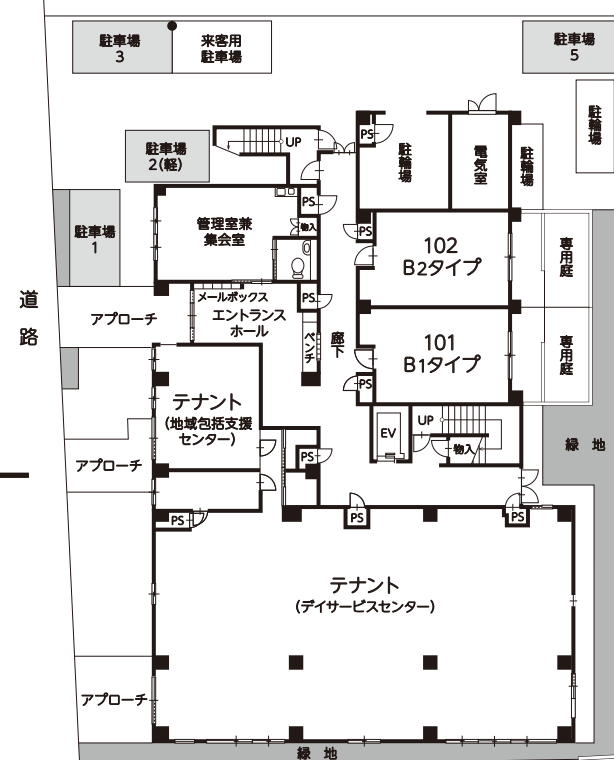 駐車場
3
来客用
駐車場
駐車場
5
駐輪場
駐車場
2(軽)
UP
PS
駐輪場
電気室
駐輪場
駐車場
1
管理室兼
集会室
PS
物入
PS
102
B2タイプ
専用庭
道路
アプローチ
メールボックス
エントランス
ホール
PS
ベンチ
廊下
101
B1タイプ
専用庭
PS
テナント
(地域包括支援
センター)
アプローチ
EV
UP
物入
緑地
PS
PS
PS
PS
テナント
(デイサービスセンター)
アプローチ
緑地